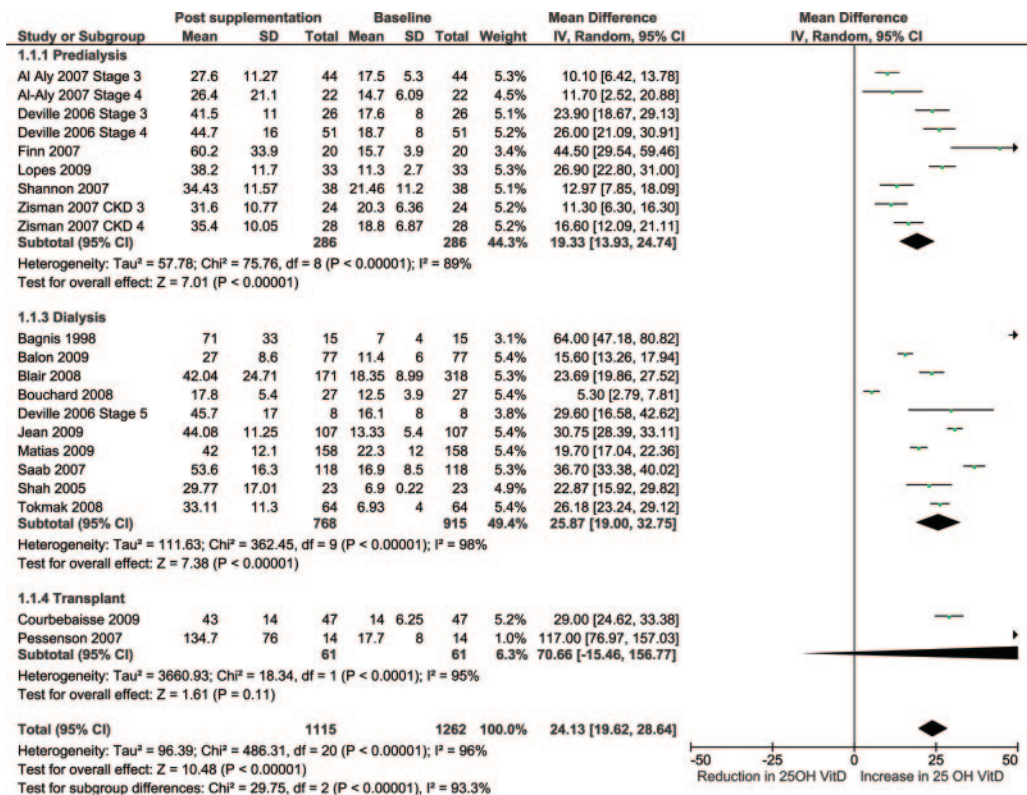 Post supplementation Baseline Mean Difference Mean Difference
Study or Subgroup Mean SD Total Mean SD Total Weight IV, Random, 95% CI IV, Random, 95% CI
1.1.1 Predialysis
Al Aly 2007 Stage 3 27.6 11.27 44 17.5 5.3 44 5.3% 10.10 [6.42, 13.78]
Al-Aly 2007 Stage 4 26.4 21.1 22 14.7 6.09 22 4.5% 11.70 [2.52, 20.88]
Deville 2006 Stage 3 41.5 11 26 17.6 8 26 5.1% 23.90 [18.67, 29.13]
Deville 2006 Stage 4 44.7 16 51 18.7 8 51 5.2% 26.00 [21.09, 30.91]
Finn 2007 60.2 33.9 20 15.7 3.9 20 3.4% 44.50 [29.54, 59.46]
Lopes 2009 38.2 11.7 33 11.3 2.7 33 5.3% 26.90 [22.80, 31.00]
Shannon 2007 34.43 11.57 38 21.46 11.2 38 5.1% 12.97 [7.85, 18.09]
Zisman 2007 CKD 3 31.6 10.77 24 20.3 6.36 24 5.2% 11.30 [6.30, 16.30]
Zisman 2007 CKD 4 35.4 10.05 28 18.8 6.87 28 5.2% 16.60 [12.09, 21.11]
Subtotal (95% CI) 286 286 44.3% 19.33 [13.93, 24.74]
Heterogeneity: Tau² = 57.78; Chi² = 75.76, df = 8 (P < 0.00001); I² = 89%
Test for overall effect: Z = 7.01 (P < 0.00001)
1.1.3 Dialysis
Bagnis 1998 71 33 15 7 4 15 3.1% 64.00 [47.18, 80.82]
Balon 2009 27 8.6 77 11.4 6 77 5.4% 15.60 [13.26, 17.94]
Blair 2008 42.04 24.71 171 18.35 8.99 318 5.3% 23.69 [19.86, 27.52]
Bouchard 2008 17.8 5.4 27 12.5 3.9 27 5.4% 5.30 [2.79, 7.81]
Deville 2006 Stage 5 45.7 17 8 16.1 8 8 3.8% 29.60 [16.58, 42.62]
Jean 2009 44.08 11.25 107 13.33 5.4 107 5.4% 30.75 [28.39, 33.11]
Matias 2009 42 12.1 158 22.3 12 158 5.4% 19.70 [17.04, 22.36]
Saab 2007 53.6 16.3 118 16.9 8.5 118 5.3% 36.70 [33.38, 40.02]
Shah 2005 29.77 17.01 23 6.9 0.22 23 4.9% 22.87 [15.92, 29.82]
Tokmak 2008 33.11 11.3 64 6.93 4 64 5.4% 26.18 [23.24, 29.12]
Subtotal (95% CI) 768 915 49.4% 25.87 [19.00, 32.75]
Heterogeneity: Tau² = 111.63; Chi² = 362.45, df = 9 (P < 0.00001); I² = 98%
Test for overall effect: Z = 7.38 (P < 0.00001)
1.1.4 Transplant
Courbebaisse 2009 43 14 47 14 6.25 47 5.2% 29.00 [24.62, 33.38]
Pessenson 2007 134.7 76 14 17.7 8 14 1.0% 117.00 [76.97, 157.03]
Subtotal (95% CI) 61 61 6.3% 70.66 [-15.46, 156.77]
Heterogeneity: Tau² = 3660.93; Chi² = 18.34, df = 1 (P < 0.0001); I² = 95%
Test for overall effect: Z = 1.61 (P = 0.11)
Total (95% CI) 1115 1262 100.0% 24.13 [19.62, 28.64]
Heterogeneity: Tau² = 96.39; Chi² = 486.31, df = 20 (P < 0.00001); I² = 96%
Test for overall effect: Z = 10.48 (P < 0.00001)
Test for subgroup differences: Chi² = 29.75, df = 2 (P < 0.00001), I² = 93.3%
-50 -25 0 25 50
Reduction in 25OH VitD Increase in 25 OH VitD